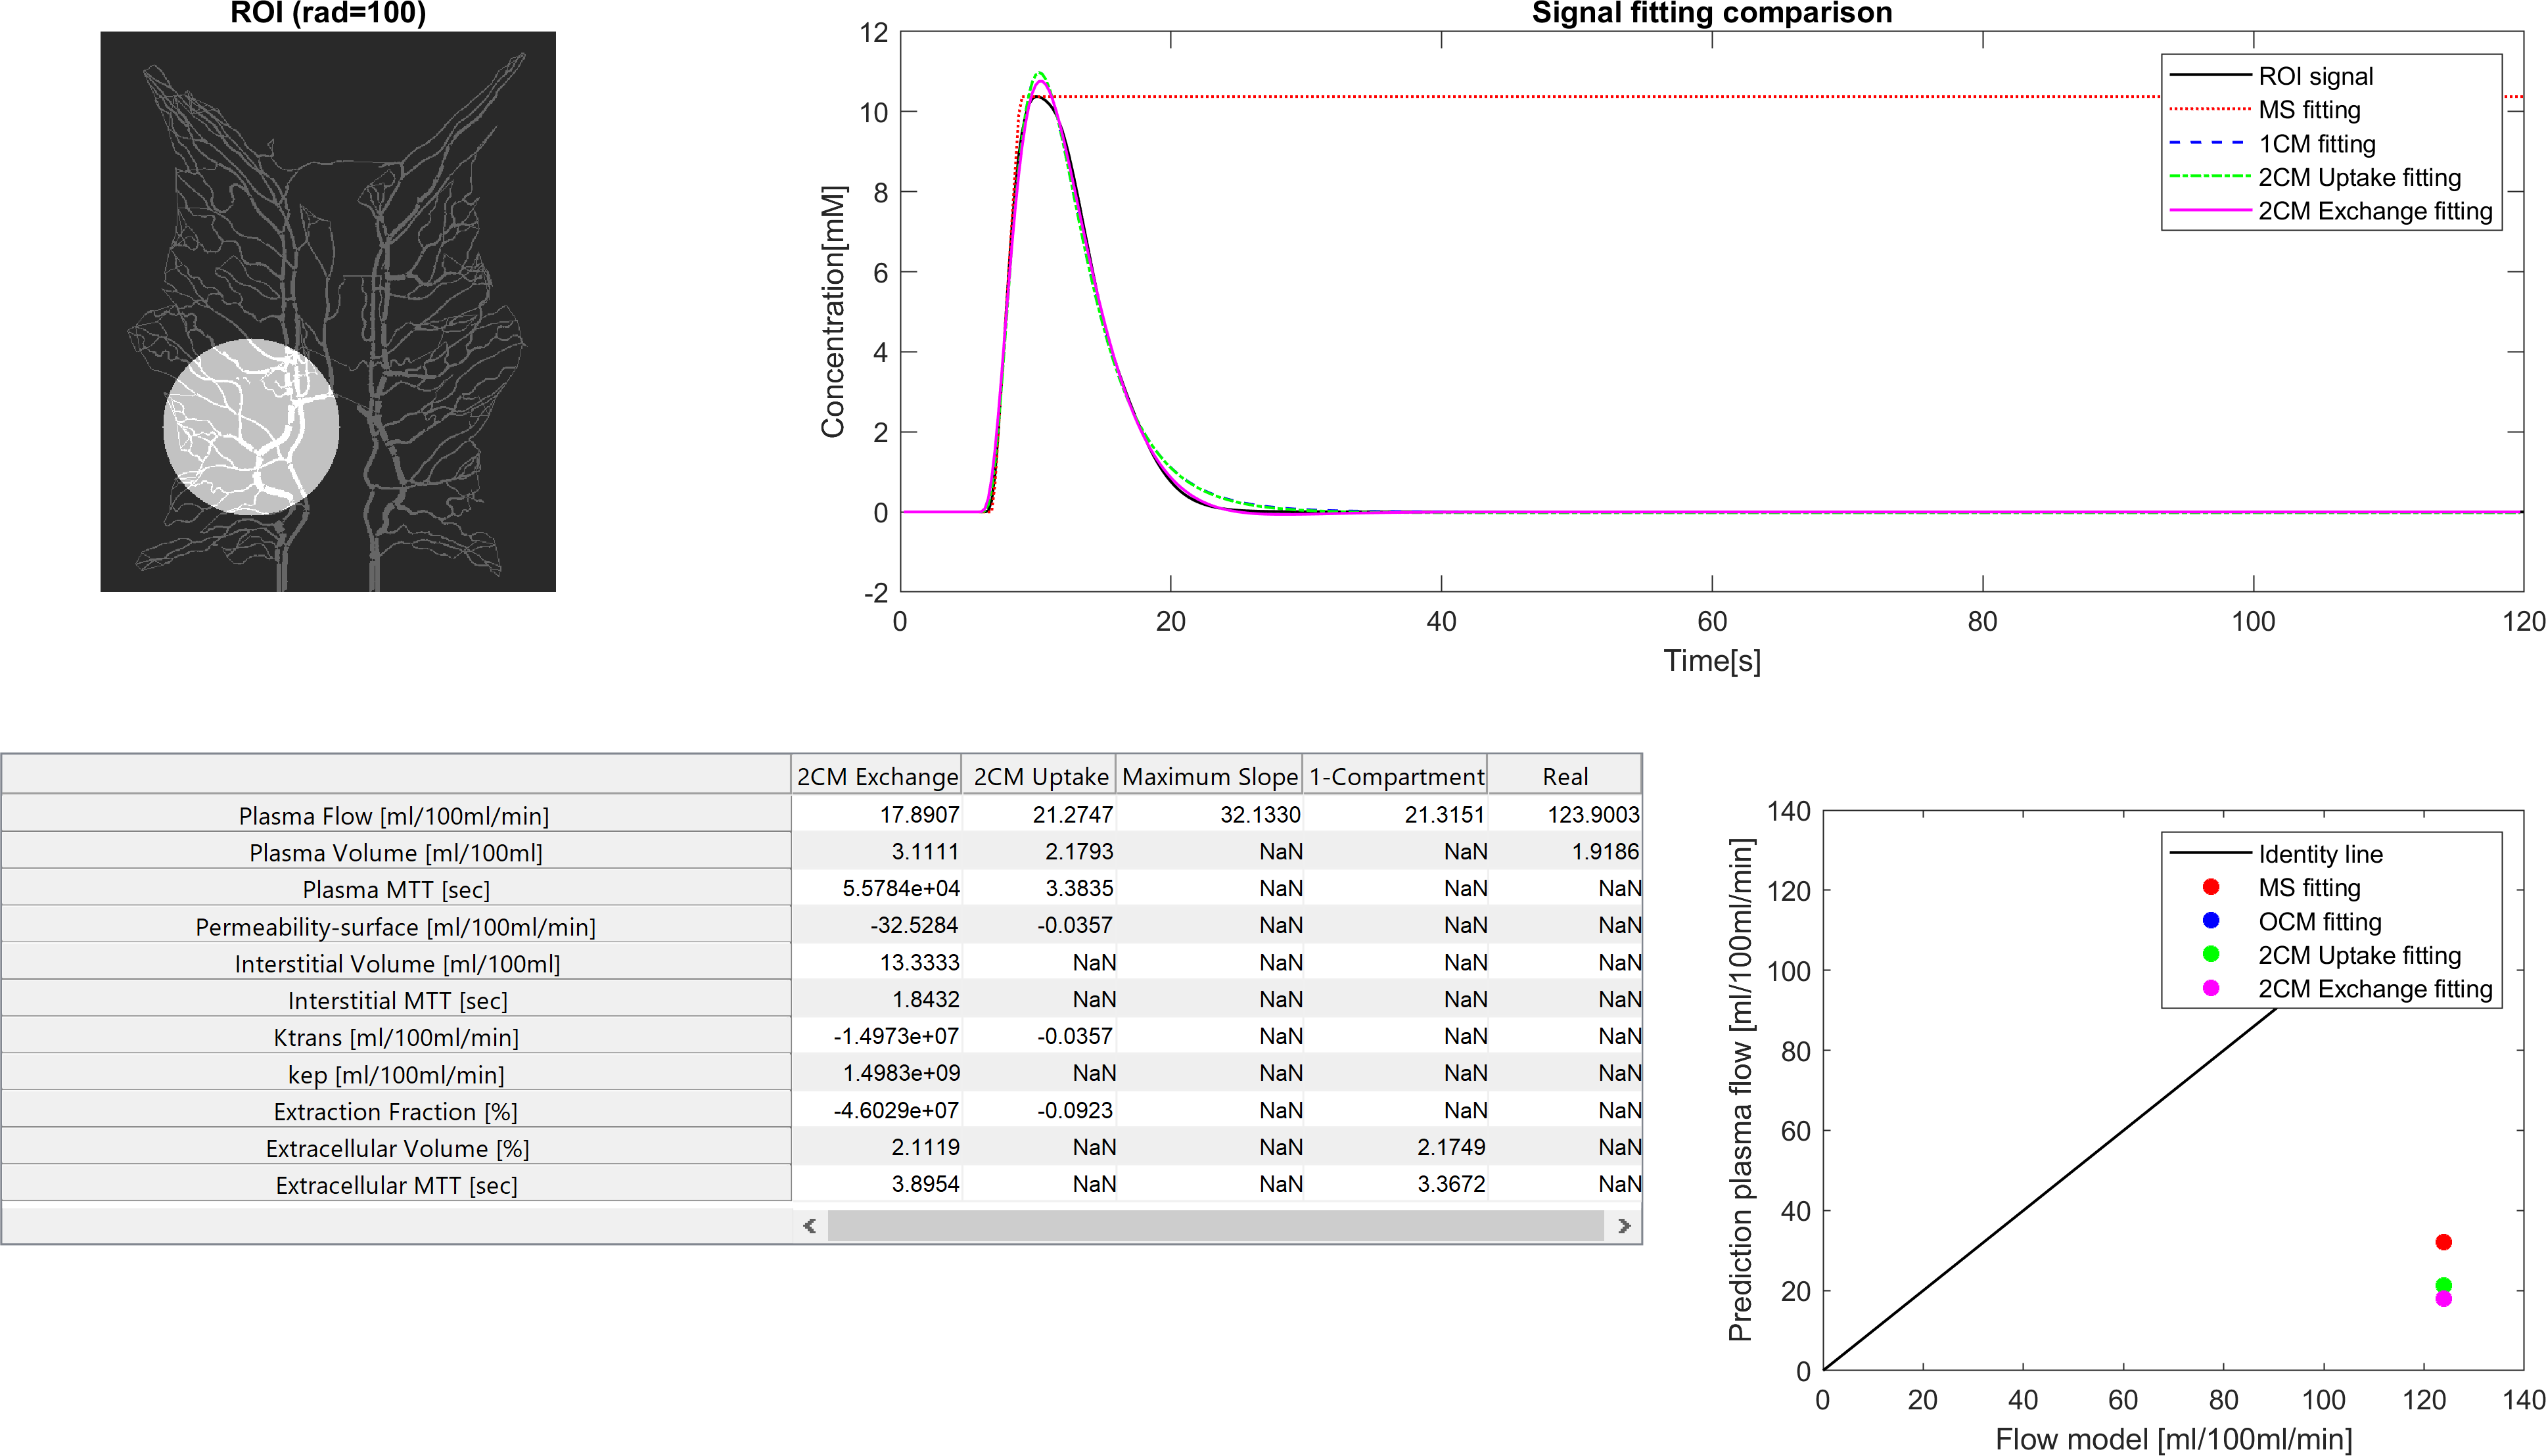 ROI (rad=100)
Signal fitting comparison
12
10
8
6
4
2
0
-2
Concentration[mM]
0 20 40 60 80 100 120
Time[s]
ROI signal
MS fitting
1CM fitting
2CM Uptake fitting
2CM Exchange fitting
2CM Exchange 2CM Uptake Maximum Slope 1-Compartment Real
Plasma Flow [ml/100ml/min] 17.8907 21.2747 32.1330 21.3151 123.9003
Plasma Volume [ml/100ml] 3.1111 2.1793 NaN NaN 1.9186
Plasma MTT [sec] 5.5784e+04 3.3835 NaN NaN NaN
Permeability-surface [ml/100ml/min] -32.5284 -0.0357 NaN NaN NaN
Interstitial Volume [ml/100ml] 13.3333 NaN NaN NaN NaN
Interstitial MTT [sec] 1.8432 NaN NaN NaN NaN
Ktrans [ml/100ml/min] -1.4973e+07 -0.0357 NaN NaN NaN
kep [ml/100ml/min] 1.4983e+09 NaN NaN NaN NaN
Extraction Fraction [%] -4.6029e+07 -0.0923 NaN NaN NaN
Extracellular Volume [%] 2.1119 NaN NaN 2.1749 NaN
Extracellular MTT [sec] 3.8954 NaN NaN 3.3672 NaN
140
120
100
80
60
40
20
0
Prediction plasma flow [ml/100ml/min]
0 20 40 60 80 100 120 140
Flow model [ml/100ml/min]
Identity line
MS fitting
OCM fitting
2CM Uptake fitting
2CM Exchange fitting